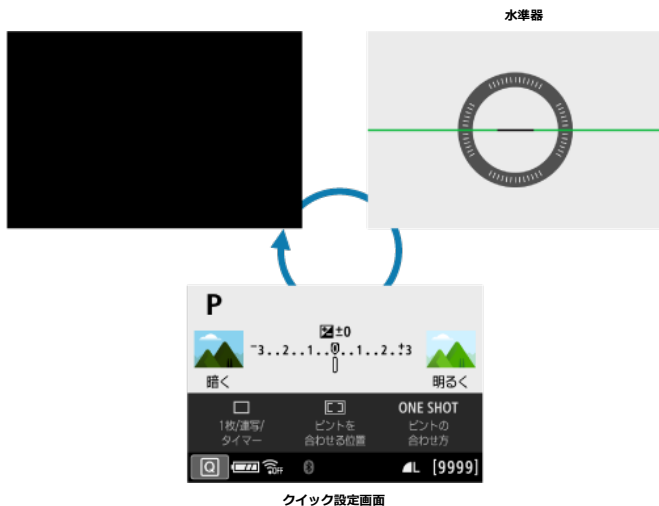 水準器
P
±0
-3..2..1..0..1..2..+3
暗く
明るく
ONE SHOT
1枚/連写/
タイマー
ピントを
合わせる位置
ピントの
合わせ方
Q
OFF
L
[9999]
クイック設定画面